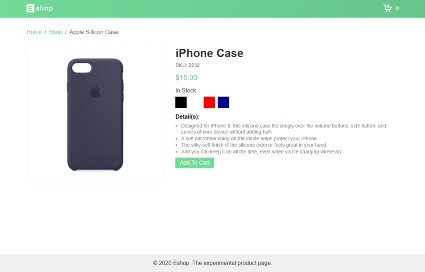 Eshop
0
Home / Shop / Apple Sillicon Case
iPhone Case
SKU: 2232
$15.00
In Stock
Detail(s):
Designed for iPhone 8, this silicone case fits snugly over the volume buttons, side button, and
curves of your device without adding bulk.
A soft microfiber lining on the inside helps protect your iPhone.
The silky-soft finish of the silicone exterior feels great in your hand.
And you can keep it on all the time, even when you're charging wirelessly.
Add To Cart
© 2020 Eshop. The experimental product page.